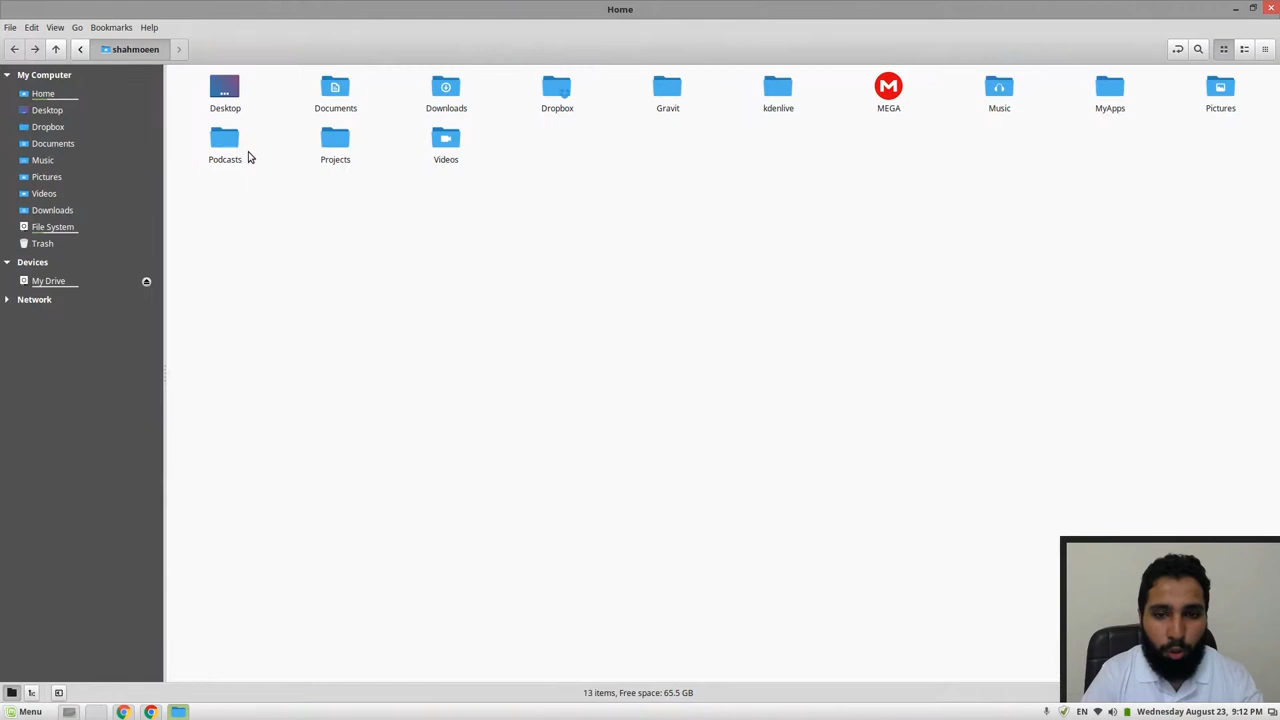 Home
File Edit View Go Bookmarks Help
shahmoeen
My Computer
Home
Desktop
Dropbox
Documents
Music
Pictures
Videos
Downloads
File System
Trash
Devices
My Drive
Network
Desktop Documents Downloads Dropbox Gravit kdenlive MEGA Music MyApps Pictures
Podcasts Projects Videos
13 items, Free space: 65.5 GB
Menu EN Wednesday August 23, 9:12 PM